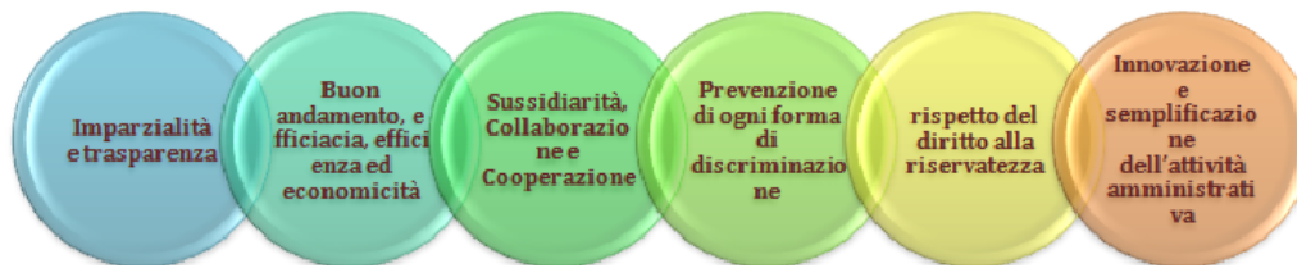 Imparzialità
e trasparenza
Buon
andamento, e
fficiacia, effici
enza ed
economicità
Sussidiarità,
Collaborazio
ne e
Cooperazione
Prevenzione
di ogni forma
di
discriminazio
ne
rispetto del
diritto alla
riservatezza
Innovazione
e
semplificazio
ne
dell'attività
amministrati
va